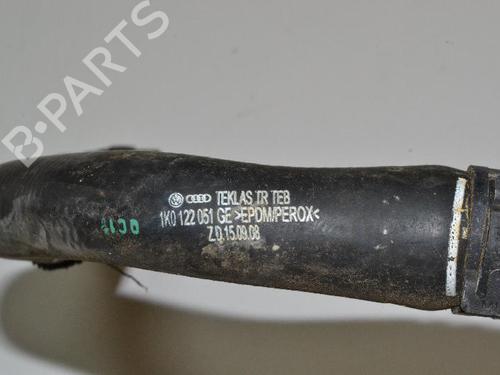 B-PARTS
TEKLAS TR TEB
1K0 122 051 GE >EPDM/PEROX<
Z.D.15.09.08